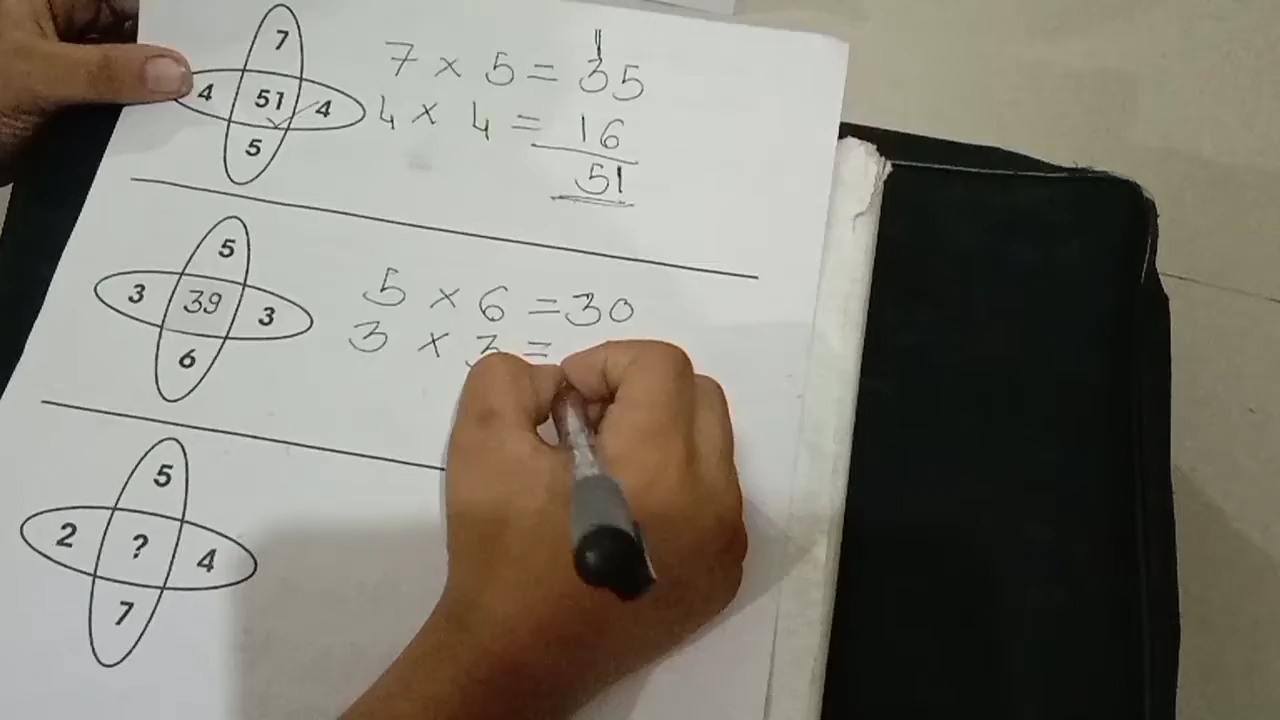 7
4 51 4
5
7 × 5 = 35
1
4 × 4 = 16
51
5
3 39 3
6
5 × 6 = 30
3 × 3 =
5
2 ? 4
7